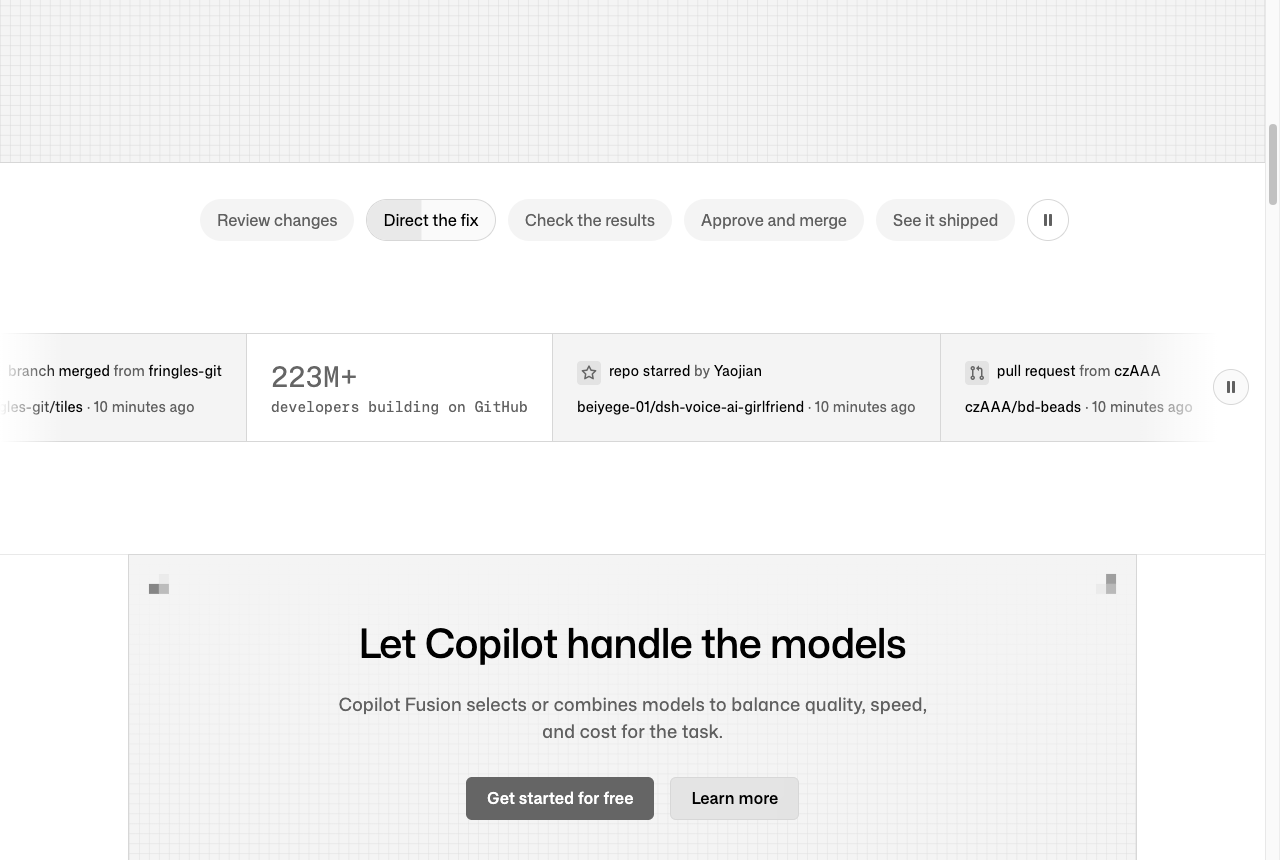 Review changes
Direct the fix
Check the results
Approve and merge
See it shipped
branch merged from fringles-git
gles-git/tiles · 10 minutes ago
223M+
developers building on GitHub
repo starred by Yaojian
beiyege-01/dsh-voice-ai-girlfriend · 10 minutes ago
pull request from czAAA
czAAA/bd-beads · 10 minutes ago
Let Copilot handle the models
Copilot Fusion selects or combines models to balance quality, speed,
and cost for the task.
Get started for free
Learn more